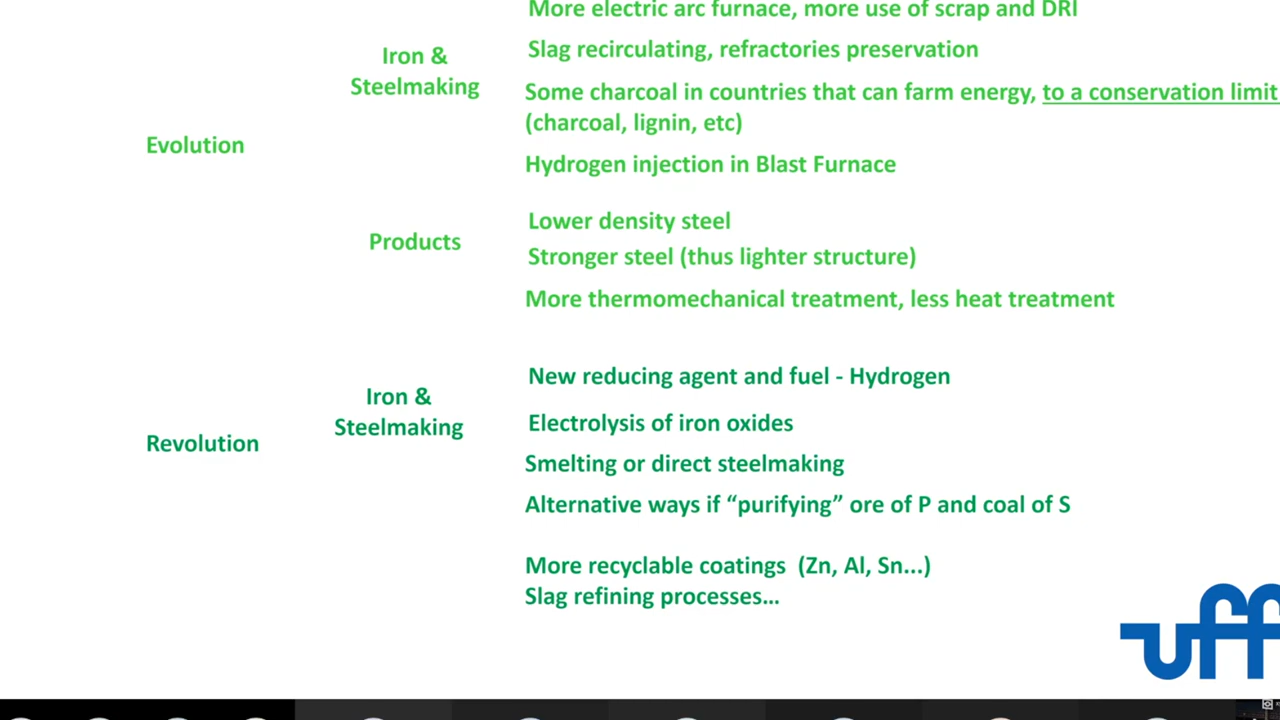 More electric arc furnace, more use of scrap and DRI
Iron &
Steelmaking
Slag recirculating, refractories preservation
Some charcoal in countries that can farm energy, to a conservation limit
(charcoal, lignin, etc)
Evolution
Hydrogen injection in Blast Furnace
Products
Lower density steel
Stronger steel (thus lighter structure)
More thermomechanical treatment, less heat treatment
Revolution
Iron &
Steelmaking
New reducing agent and fuel - Hydrogen
Electrolysis of iron oxides
Smelting or direct steelmaking
Alternative ways if “purifying” ore of P and coal of S
More recyclable coatings  (Zn, Al, Sn...)
Slag refining processes…
uff